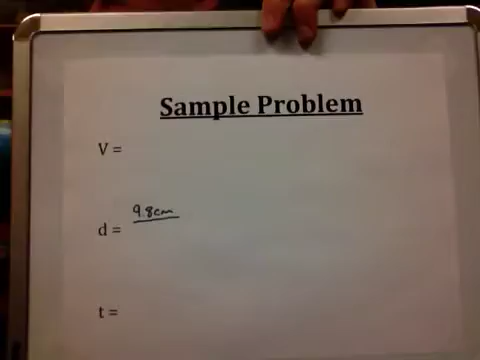 Sample Problem
V =
9.8cm
d =
t =